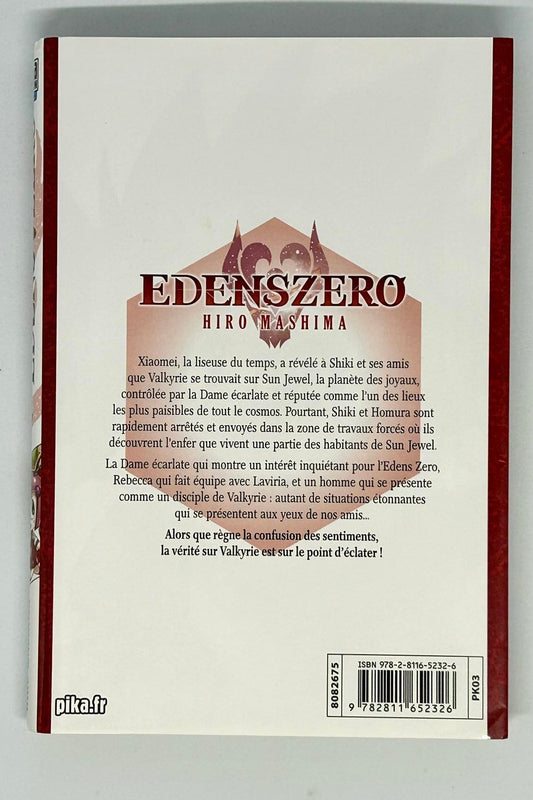 EDENSZERO
HIRO MASHIMA
Xiaomei, la liseuse du temps, a révélé à Shiki et ses amis
que Valkyrie se trouvait sur Sun Jewel, la planète des joyaux,
contrôlée par la Dame écarlate et réputée comme l'un des lieux
les plus paisibles de tout le cosmos. Pourtant, Shiki et Homura sont
rapidement arrêtés et envoyés dans la zone de travaux forcés où ils
découvrent l'enfer que vivent une partie des habitants de Sun Jewel.
La Dame écarlate qui montre un intérêt inquiétant pour l'Edens Zero,
Rebecca qui fait équipe avec Laviria, et un homme qui se présente
comme un disciple de Valkyrie : autant de situations étonnantes
qui se présentent aux yeux de nos amis...
Alors que règne la confusion des sentiments,
la vérité sur Valkyrie est sur le point d'éclater !
pika.fr
8082675
ISBN 978-2-8116-5232-6
9 782811 652326
PK03